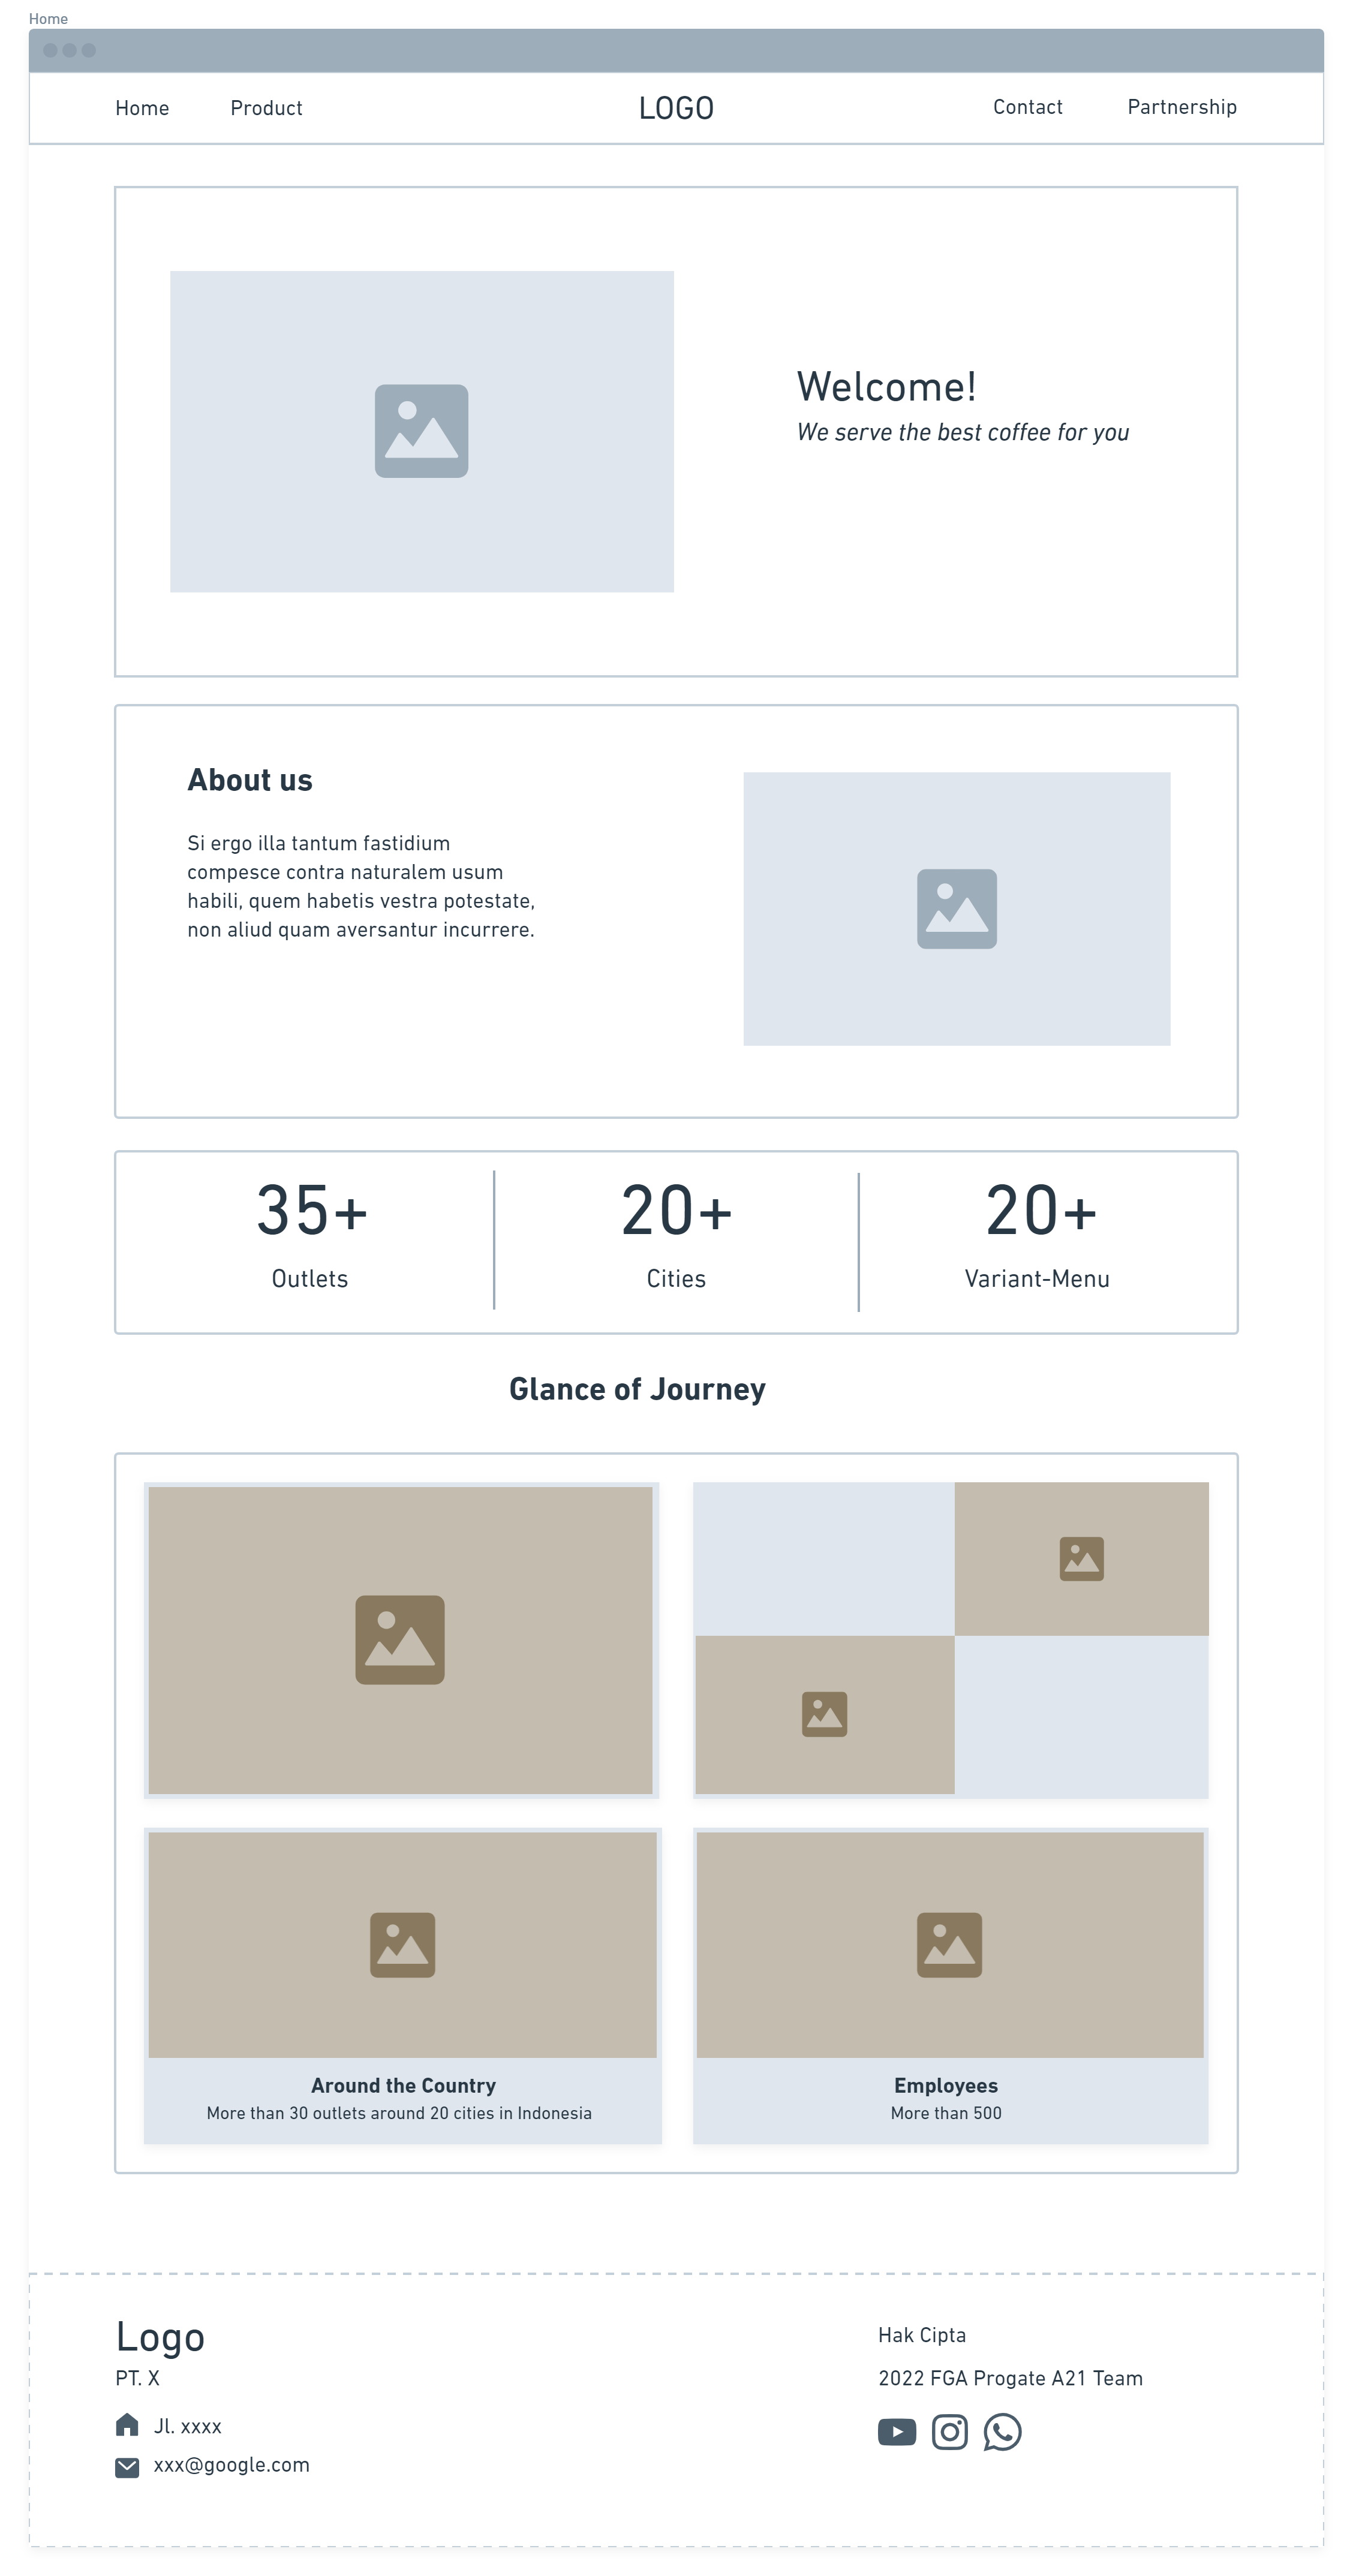 Home
Home
Product
LOGO
Contact
Partnership
Welcome!
We serve the best coffee for you
About us
Si ergo illa tantum fastidium
compesce contra naturalem usum
habili, quem habetis vestra potestate,
non aliud quam aversantur incurrere.
35+
Outlets
20+
Cities
20+
Variant-Menu
Glance of Journey
Around the Country
More than 30 outlets around 20 cities in Indonesia
Employees
More than 500
Logo
PT. X
Jl. xxxx
xxx@google.com
Hak Cipta
2022 FGA Progate A21 Team